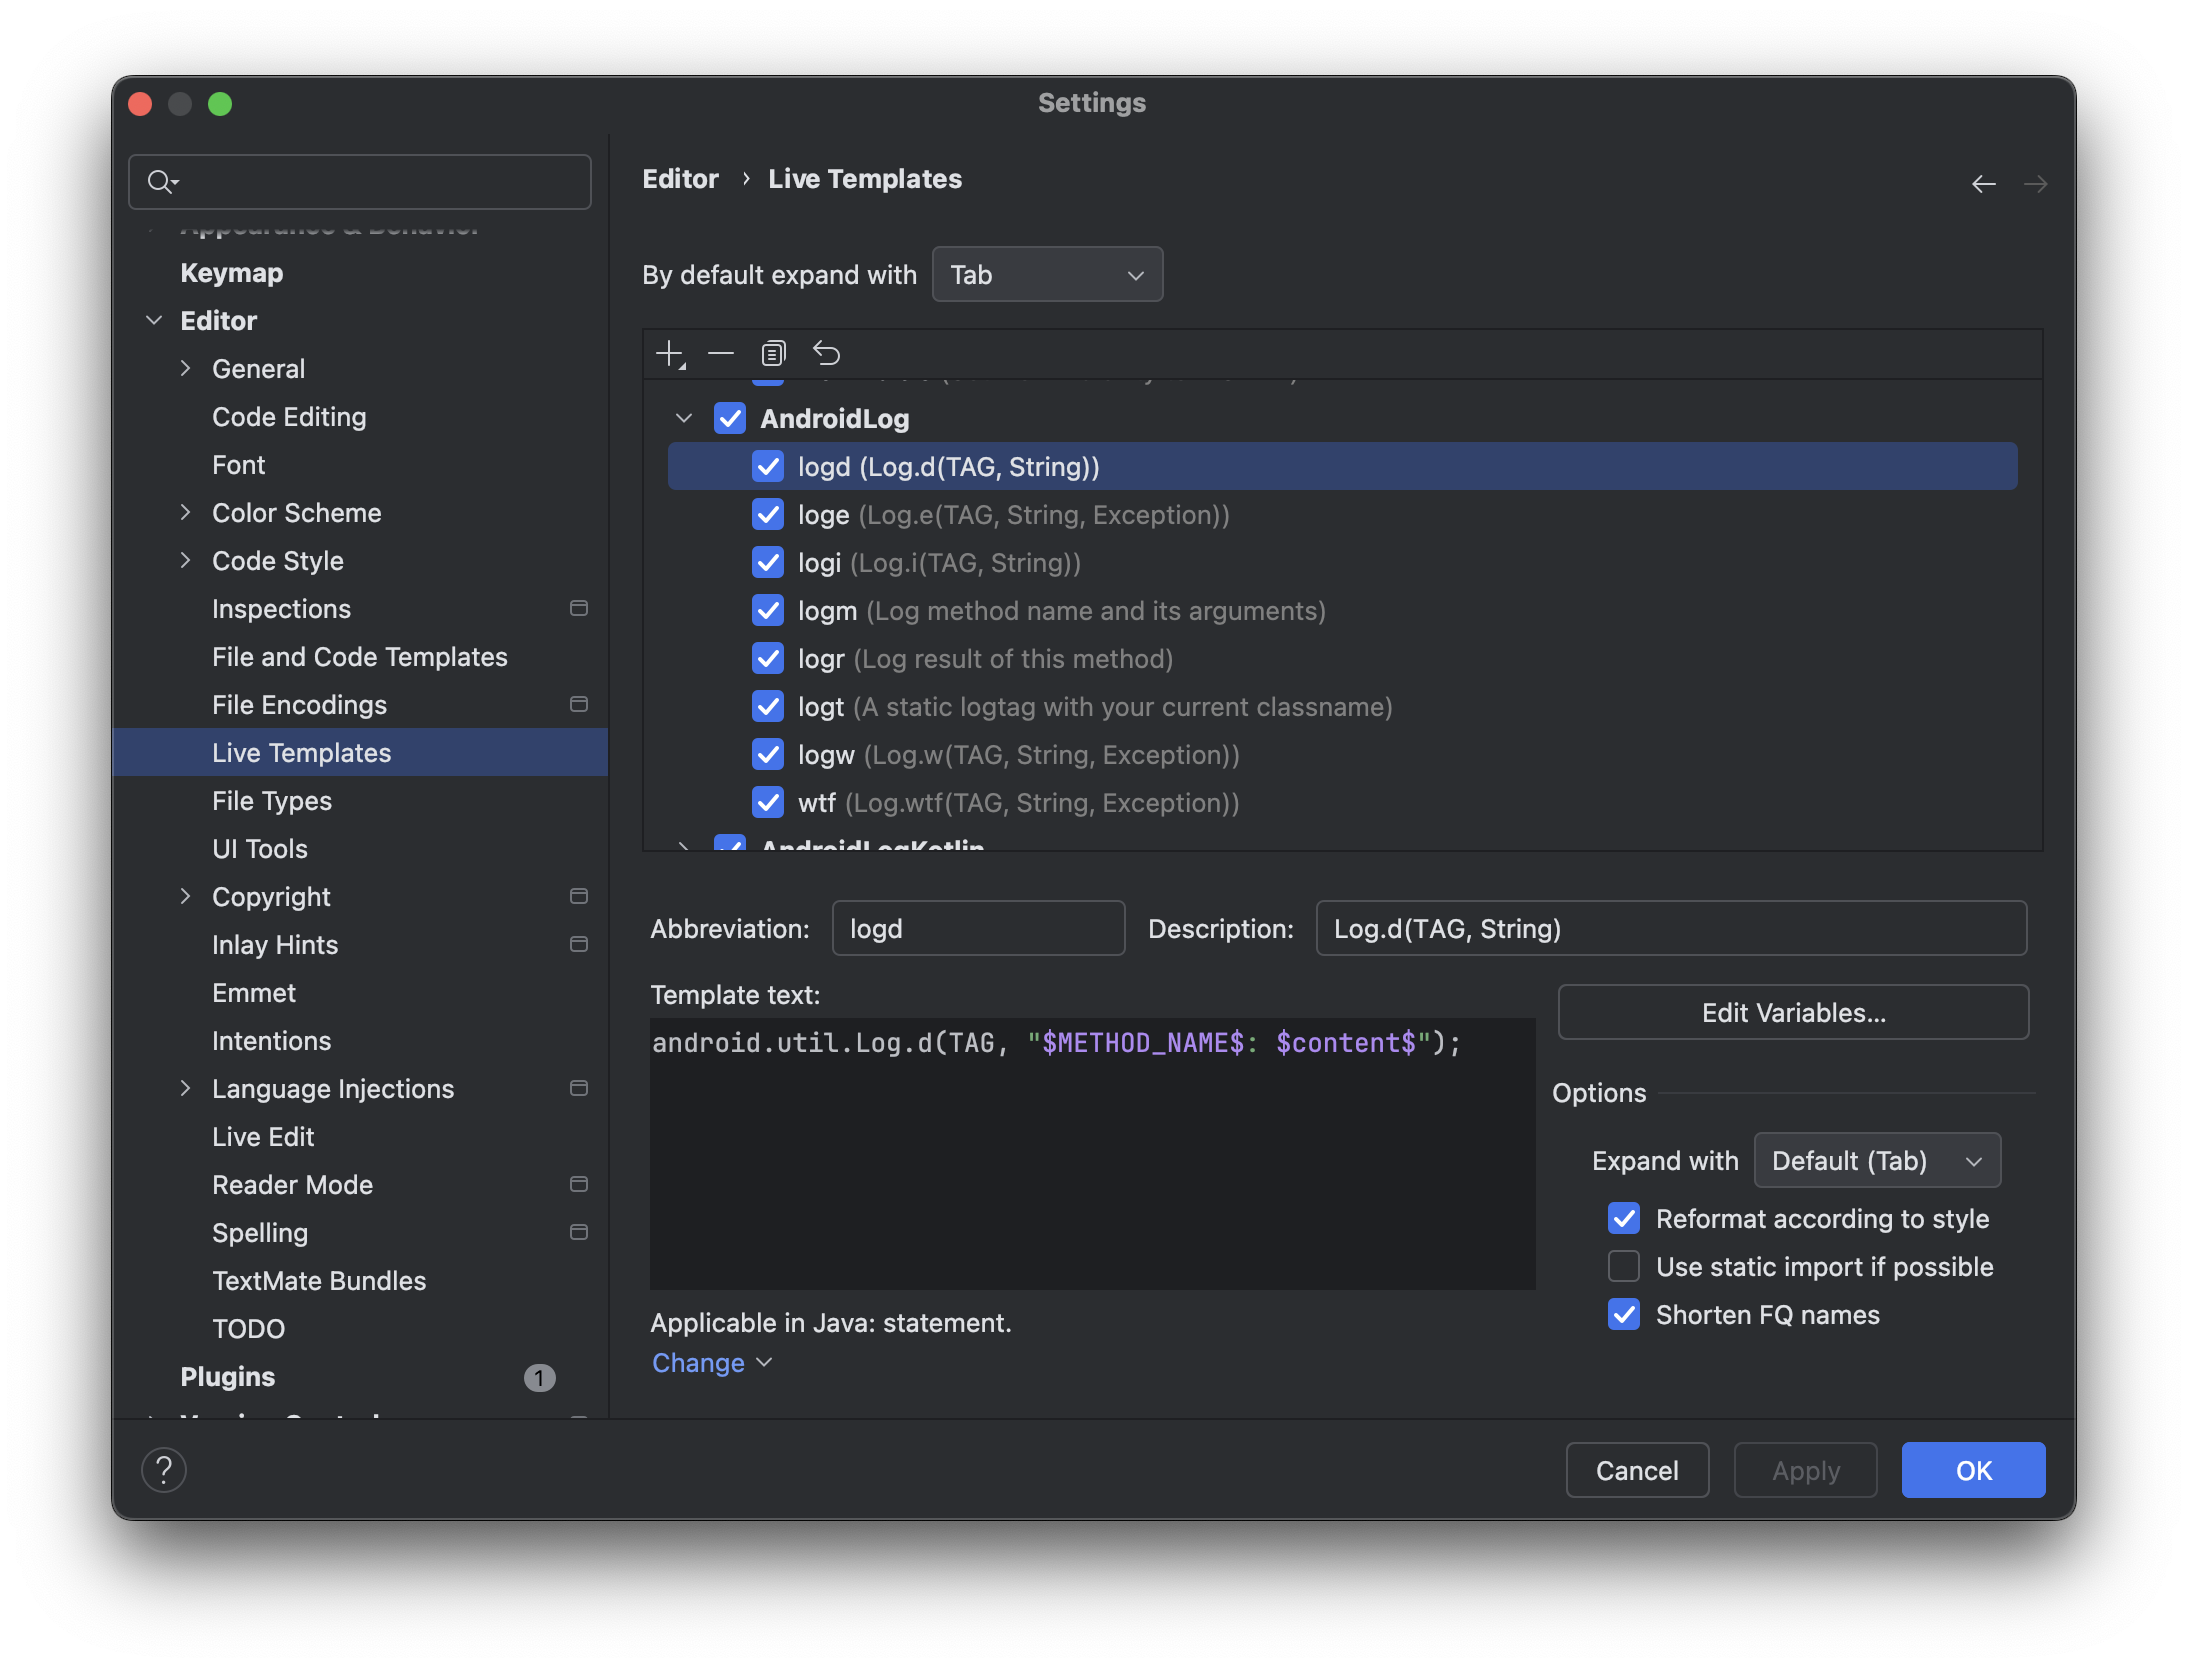 Settings
Keymap
Editor
General
Code Editing
Font
Color Scheme
Code Style
Inspections
File and Code Templates
File Encodings
Live Templates
File Types
UI Tools
Copyright
Inlay Hints
Emmet
Intentions
Language Injections
Live Edit
Reader Mode
Spelling
TextMate Bundles
TODO
Plugins 1
Editor › Live Templates
By default expand with Tab
AndroidLog
logd (Log.d(TAG, String))
loge (Log.e(TAG, String, Exception))
logi (Log.i(TAG, String))
logm (Log method name and its arguments)
logr (Log result of this method)
logt (A static logtag with your current classname)
logw (Log.w(TAG, String, Exception))
wtf (Log.wtf(TAG, String, Exception))
AndroidLogKotlin
Abbreviation: logd Description: Log.d(TAG, String)
Template text:
android.util.Log.d(TAG, "$METHOD_NAME$: $content$");
Edit Variables...
Options
Expand with Default (Tab)
Reformat according to style
Use static import if possible
Shorten FQ names
Applicable in Java: statement.
Change
? Cancel Apply OK